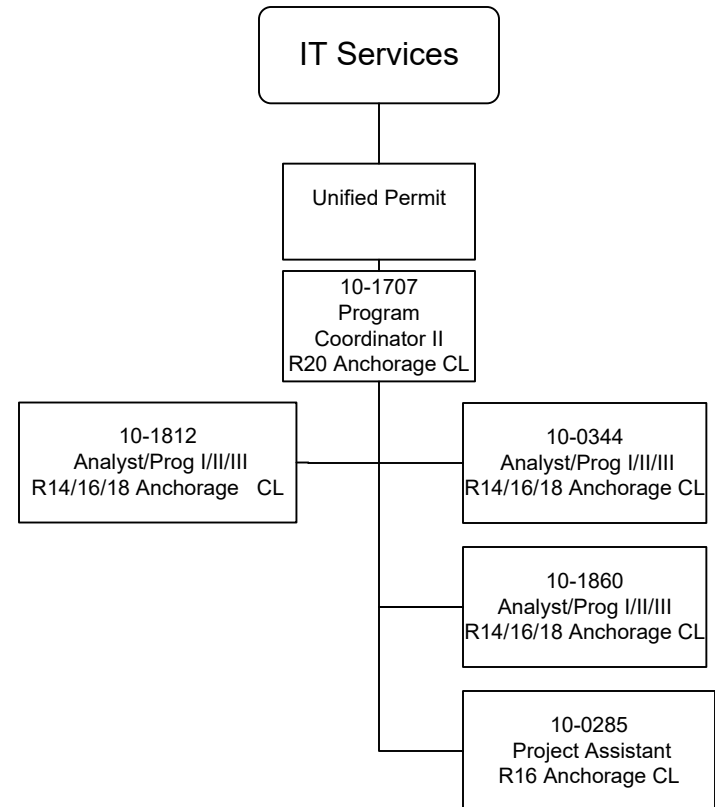 IT Services
Unified Permit
10-1707
Program
Coordinator II
R20 Anchorage CL
10-1812
Analyst/Prog I/II/III
R14/16/18 Anchorage CL
10-0344
Analyst/Prog I/II/III
R14/16/18 Anchorage CL
10-1860
Analyst/Prog I/II/III
R14/16/18 Anchorage CL
10-0285
Project Assistant
R16 Anchorage CL